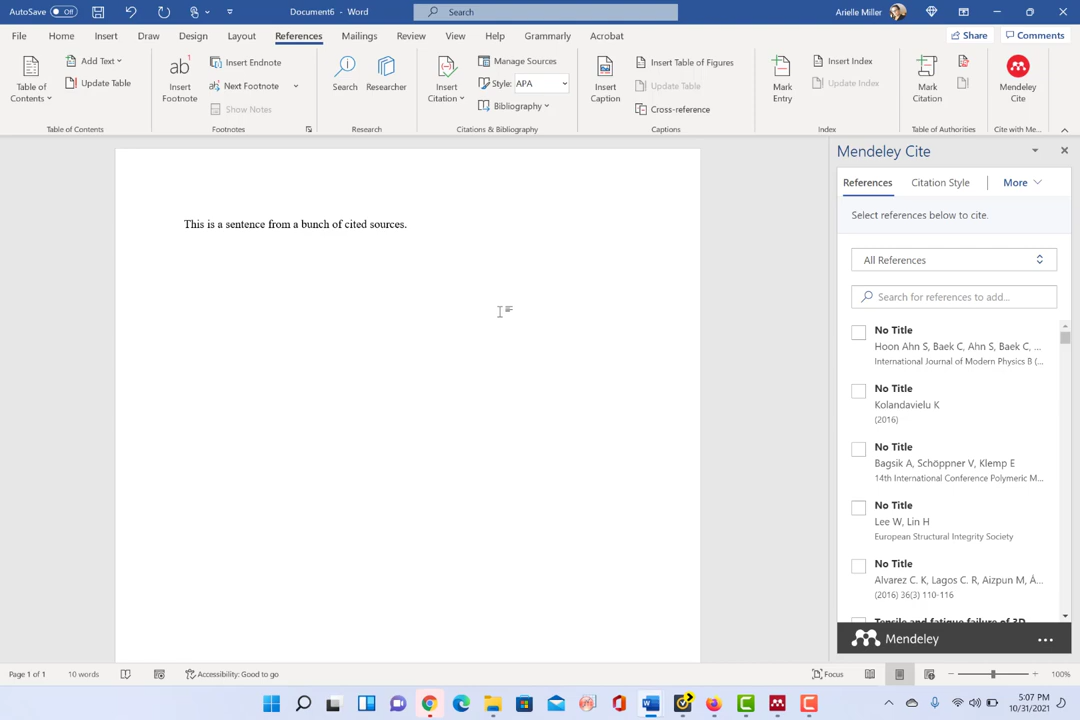 AutoSave Off
Document6 - Word
Search
Arielle Miller
File Home Insert Draw Design Layout References Mailings Review View Help Grammarly Acrobat
Share Comments
Table of Contents
Add Text
Update Table
Table of Contents
ab
Insert Footnote
Insert Endnote
Next Footnote
Show Notes
Footnotes
Search
Researcher
Research
Insert Citation
Manage Sources
Style: APA
Bibliography
Citations & Bibliography
Insert Caption
Insert Table of Figures
Update Table
Cross-reference
Captions
Mark Entry
Insert Index
Update Index
Index
Mark Citation
Table of Authorities
Mendeley Cite
Cite with Me...
This is a sentence from a bunch of cited sources.
Mendeley Cite
References Citation Style More
Select references below to cite.
All References
Search for references to add...
No Title
Hoon Ahn S, Baek C, Ahn S, Baek C, ...
International Journal of Modern Physics B (...
No Title
Kolandavielu K
(2016)
No Title
Bagsik A, Schöppner V, Klemp E
14th International Conference Polymeric M...
No Title
Lee W, Lin H
European Structural Integrity Society
No Title
Alvarez C. K, Lagos C. R, Aizpun M, À...
(2016) 36(3) 110-116
Tensile and fatigue failure of 3D
Mendeley
Page 1 of 1 10 words Accessibility: Good to go
Focus
100%
5:07 PM
10/31/2021